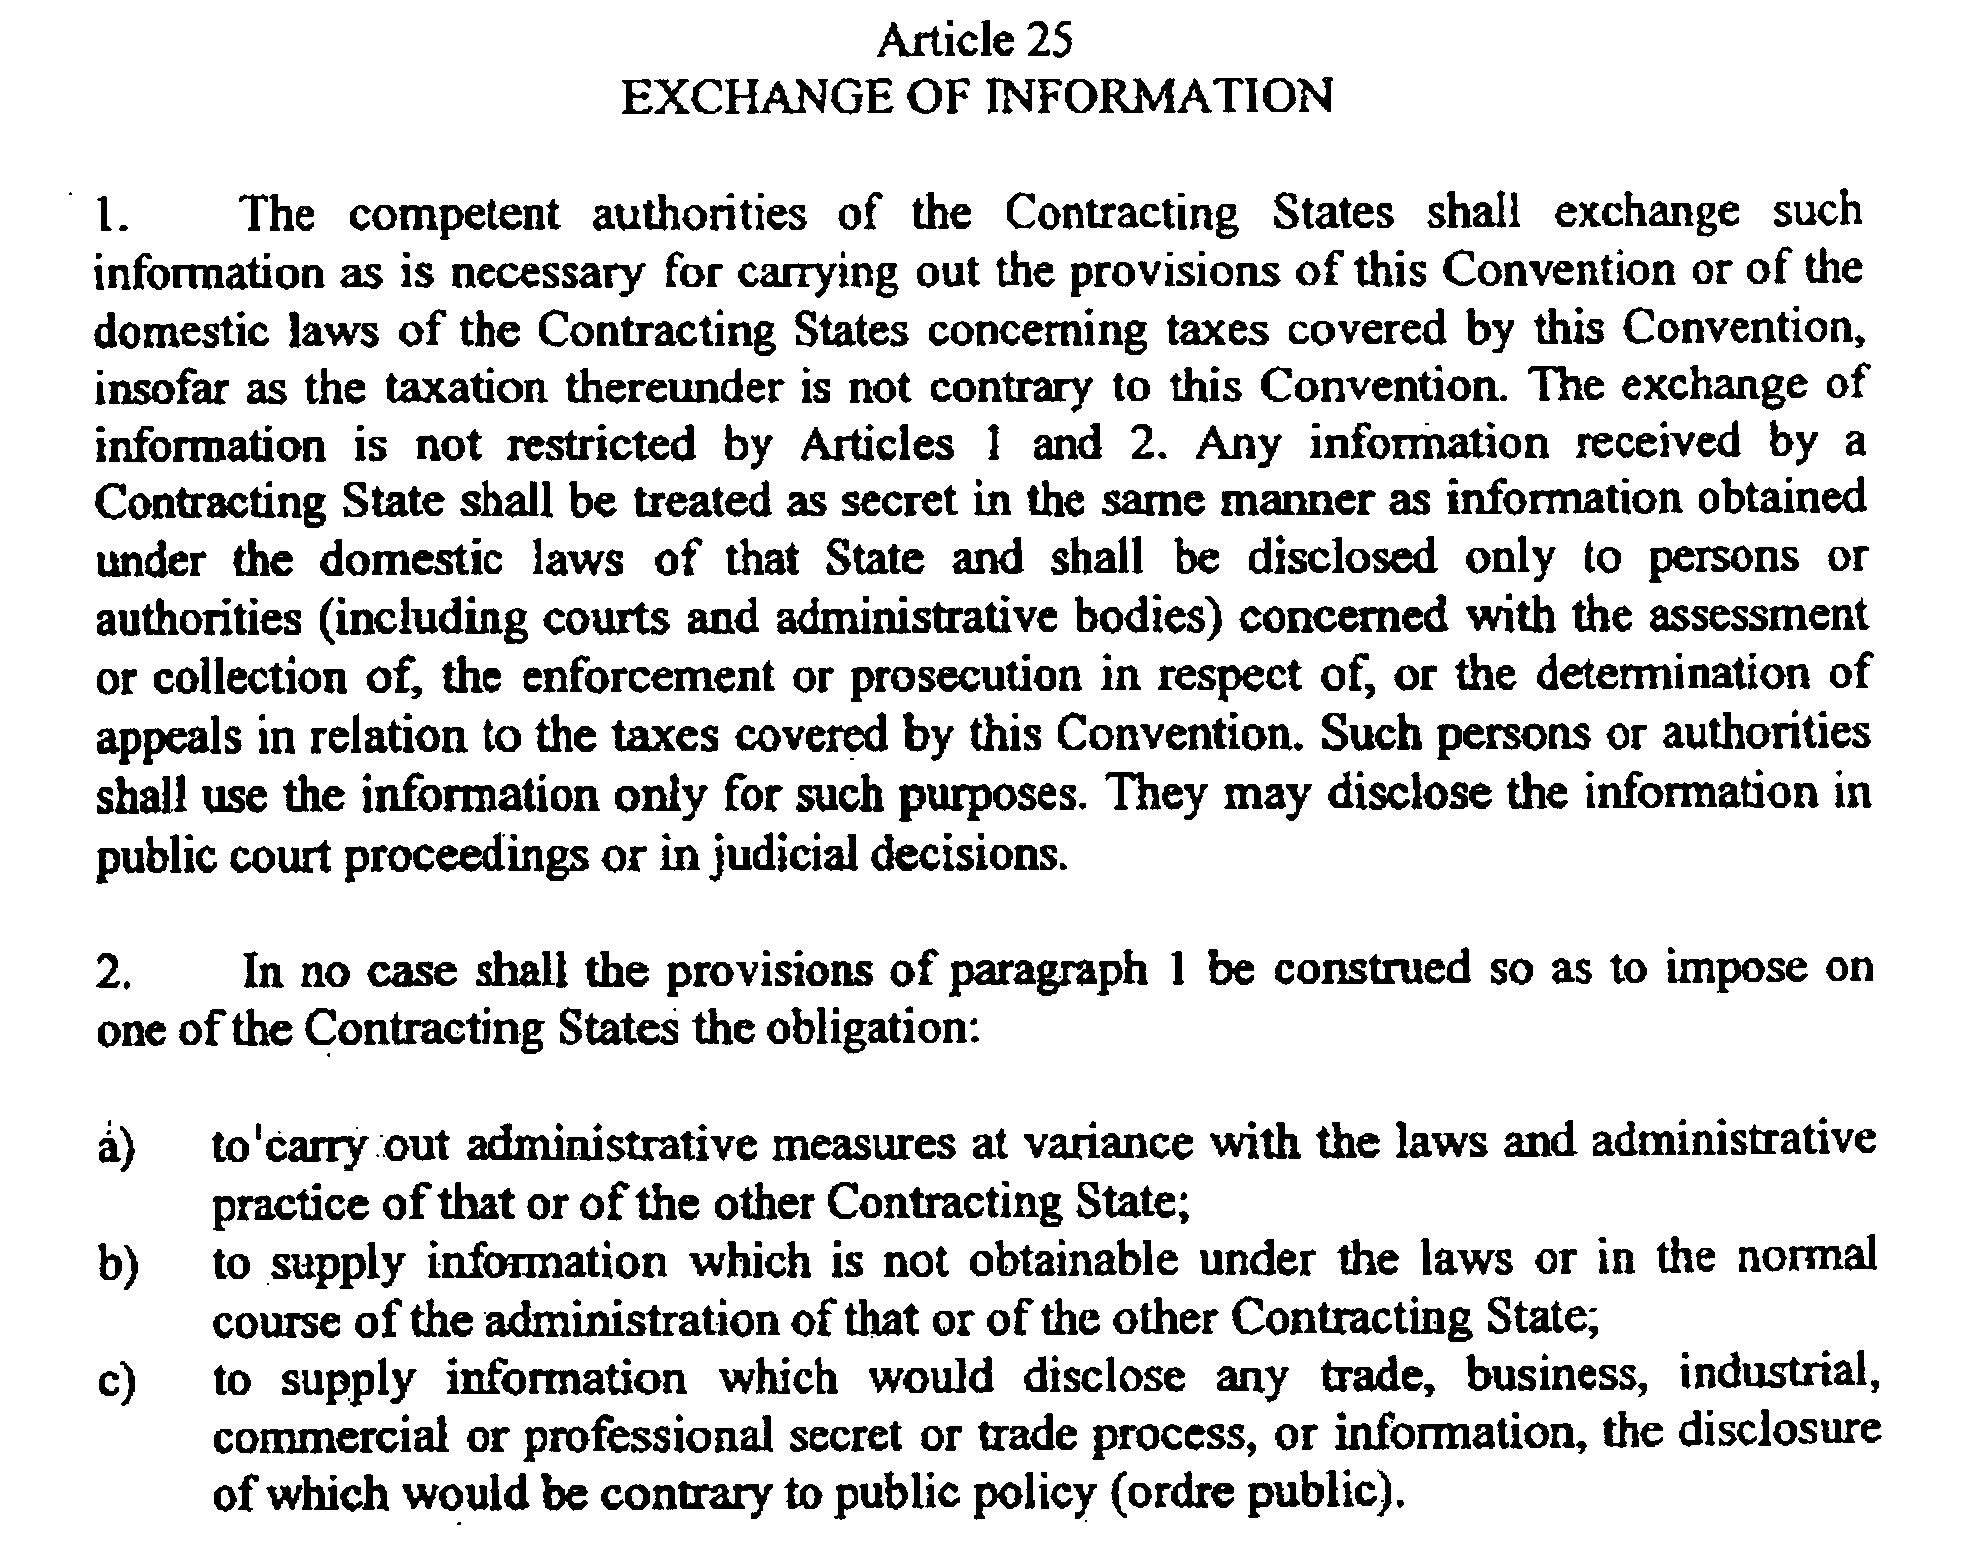 Article 25
EXCHANGE OF INFORMATION
1. The competent authorities of the Contracting States shall exchange such
information as is necessary for carrying out the provisions of this Convention or of the
domestic laws of the Contracting States concerning taxes covered by this Convention,
insofar as the taxation thereunder is not contrary to this Convention. The exchange of
information is not restricted by Articles 1 and 2. Any information received by a
Contracting State shall be treated as secret in the same manner as information obtained
under the domestic laws of that State and shall be disclosed only to persons or
authorities (including courts and administrative bodies) concerned with the assessment
or collection of, the enforcement or prosecution in respect of, or the determination of
appeals in relation to the taxes covered by this Convention. Such persons or authorities
shall use the information only for such purposes. They may disclose the information in
public court proceedings or in judicial decisions.
2. In no case shall the provisions of paragraph 1 be construed so as to impose on
one of the Contracting States the obligation:
a) to carry out administrative measures at variance with the laws and administrative
practice of that or of the other Contracting State;
b) to supply information which is not obtainable under the laws or in the normal
course of the administration of that or of the other Contracting State;
c) to supply information which would disclose any trade, business, industrial,
commercial or professional secret or trade process, or information, the disclosure
of which would be contrary to public policy (ordre public).